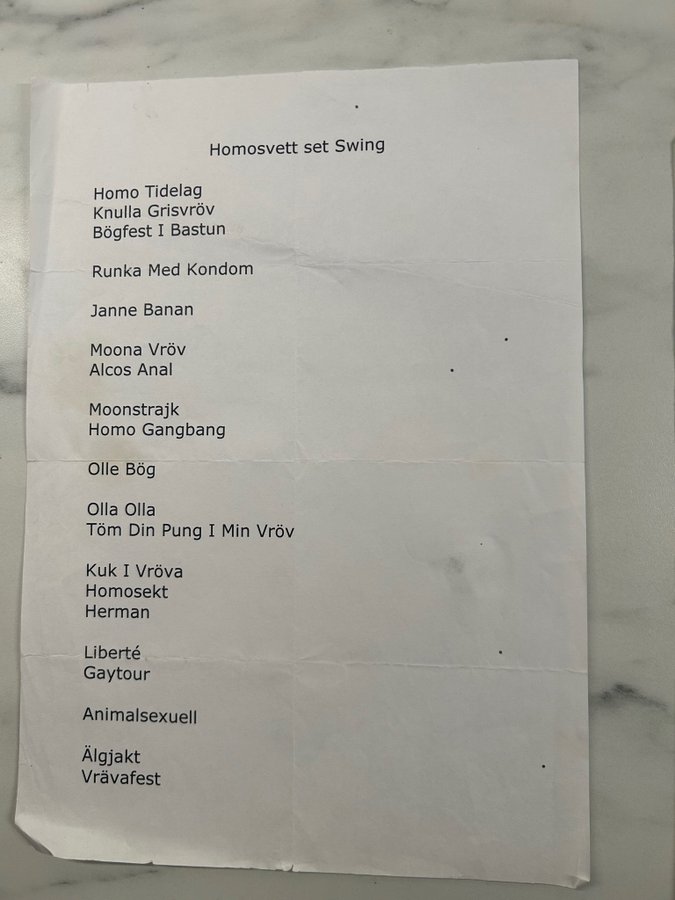 Homosvett set Swing
Homo Tidelag
Knulla Grisvröv
Bögfest I Bastun
Runka Med Kondom
Janne Banan
Moona Vröv
Alcos Anal
Moonstrajk
Homo Gangbang
Olle Bög
Olla Olla
Töm Din Pung I Min Vröv
Kuk I Vröva
Homosekt
Herman
Liberté
Gaytour
Animalsexuell
Älgjakt
Vrävafest